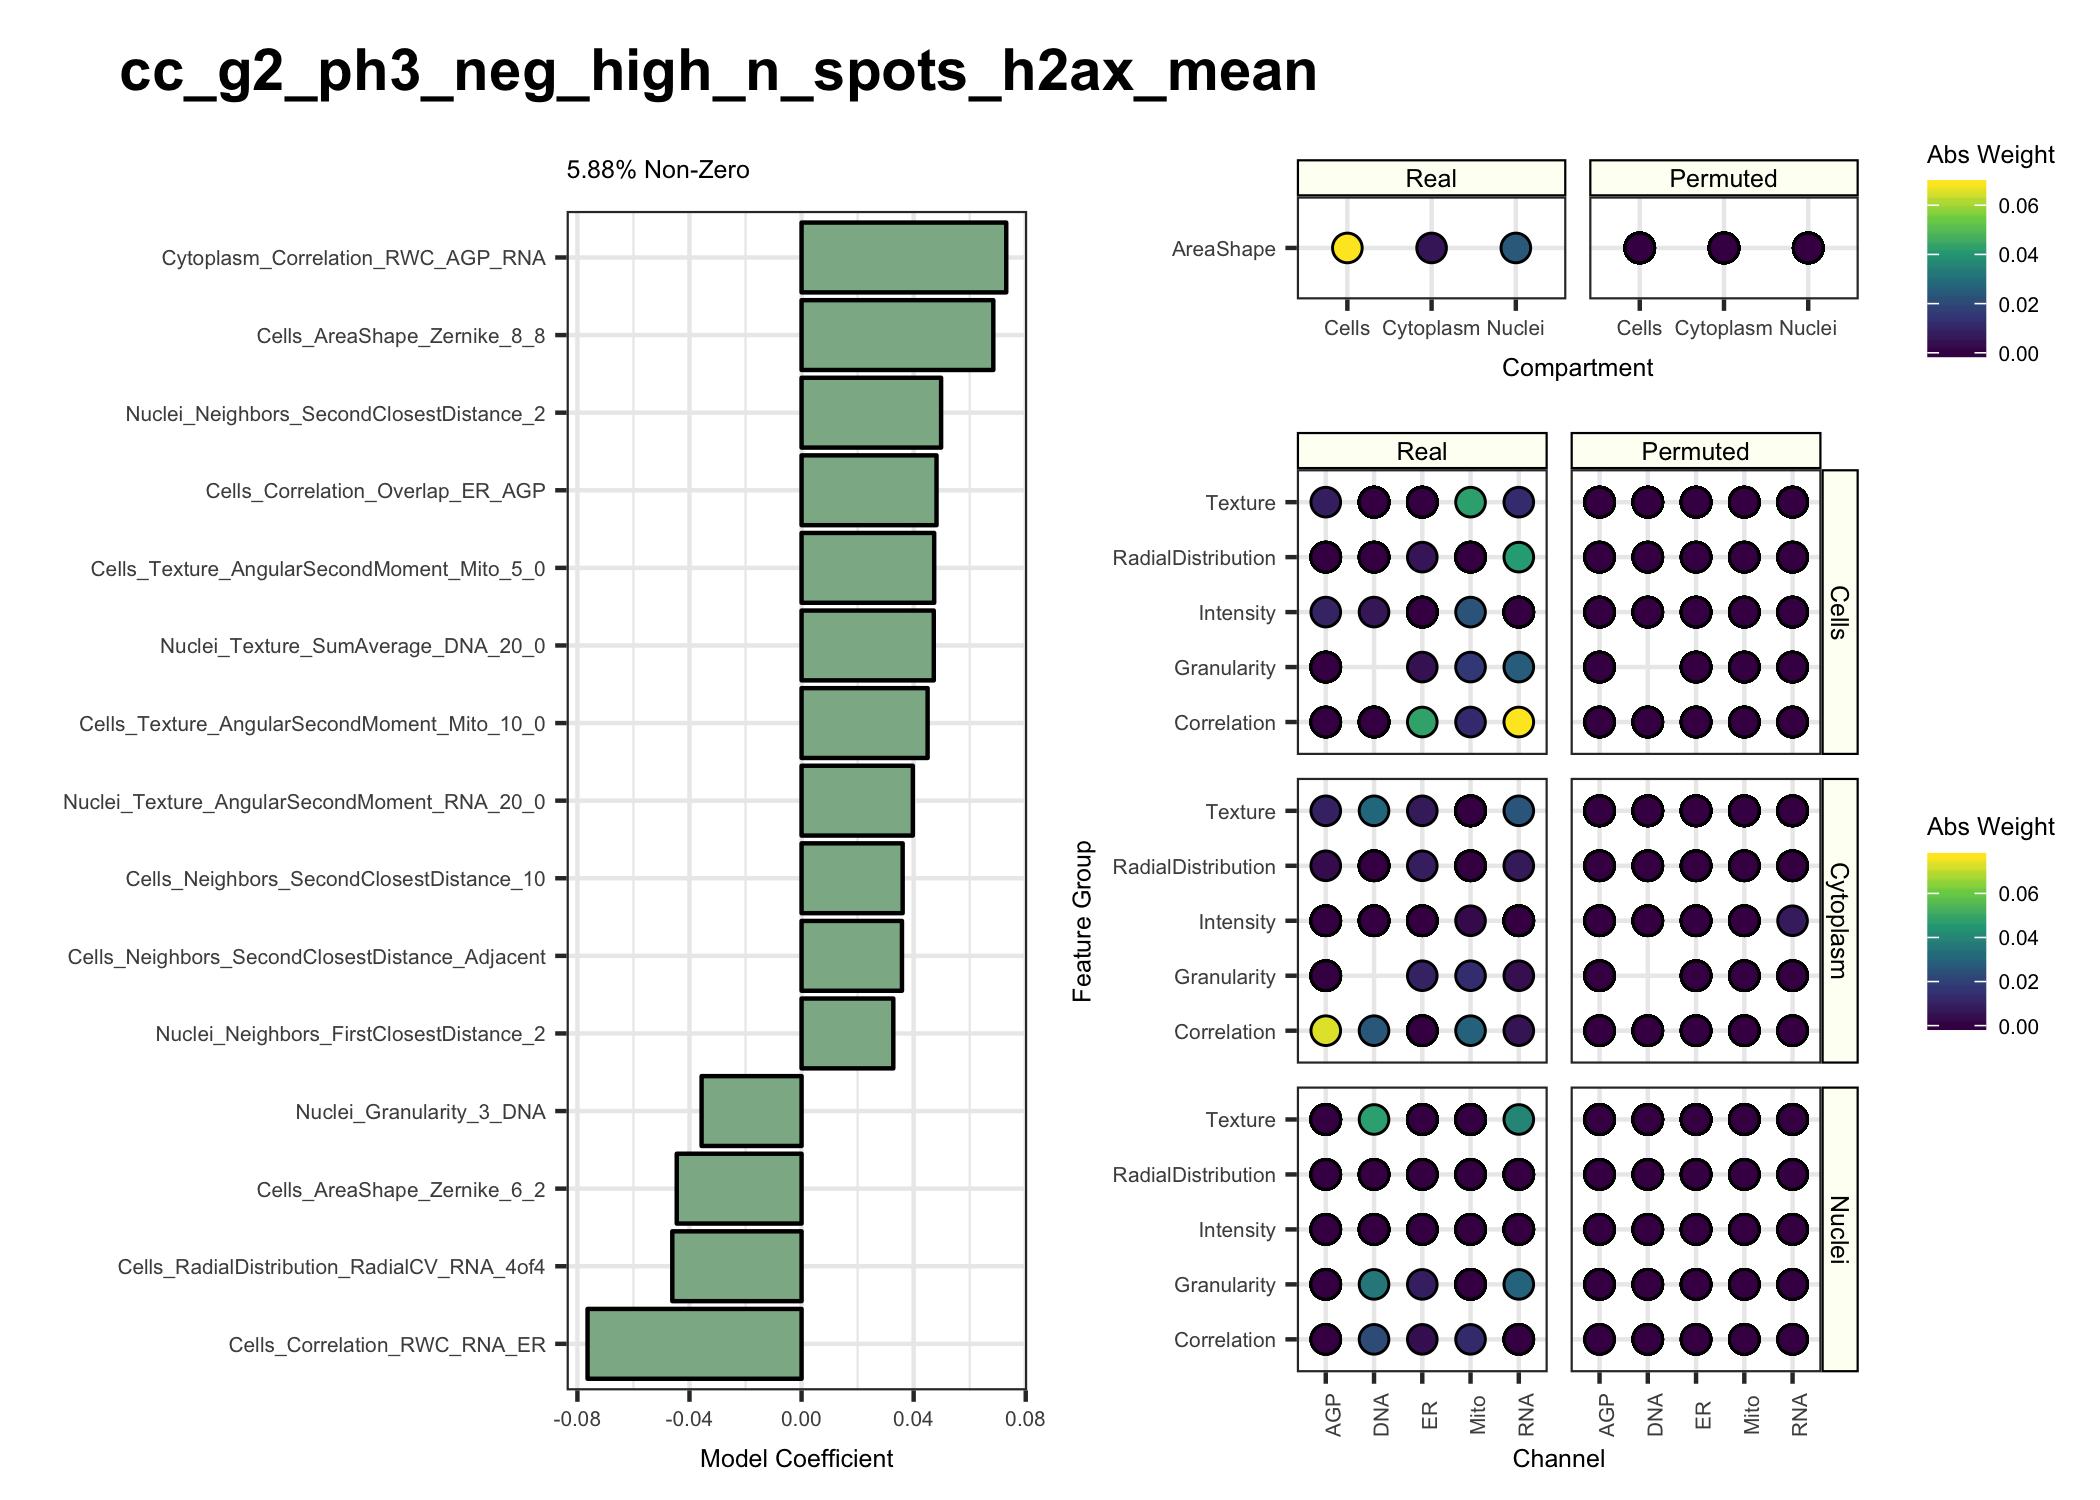 cc_g2_ph3_neg_high_n_spots_h2ax_mean
5.88% Non-Zero
Cytoplasm_Correlation_RWC_AGP_RNA
Cells_AreaShape_Zernike_8_8
Nuclei_Neighbors_SecondClosestDistance_2
Cells_Correlation_Overlap_ER_AGP
Cells_Texture_AngularSecondMoment_Mito_5_0
Nuclei_Texture_SumAverage_DNA_20_0
Cells_Texture_AngularSecondMoment_Mito_10_0
Nuclei_Texture_AngularSecondMoment_RNA_20_0
Cells_Neighbors_SecondClosestDistance_10
Cells_Neighbors_SecondClosestDistance_Adjacent
Nuclei_Neighbors_FirstClosestDistance_2
Nuclei_Granularity_3_DNA
Cells_AreaShape_Zernike_6_2
Cells_RadialDistribution_RadialCV_RNA_4of4
Cells_Correlation_RWC_RNA_ER
-0.08 -0.04 0.00 0.04 0.08
Model Coefficient
Real Permuted
AreaShape
Cells Cytoplasm Nuclei Cells Cytoplasm Nuclei
Compartment
Abs Weight
0.06
0.04
0.02
0.00
Real Permuted
Feature Group
Texture
RadialDistribution
Intensity
Granularity
Correlation
Cells
Texture
RadialDistribution
Intensity
Granularity
Correlation
Cytoplasm
Texture
RadialDistribution
Intensity
Granularity
Correlation
Nuclei
AGP DNA ER Mito RNA AGP DNA ER Mito RNA
Channel
Abs Weight
0.06
0.04
0.02
0.00